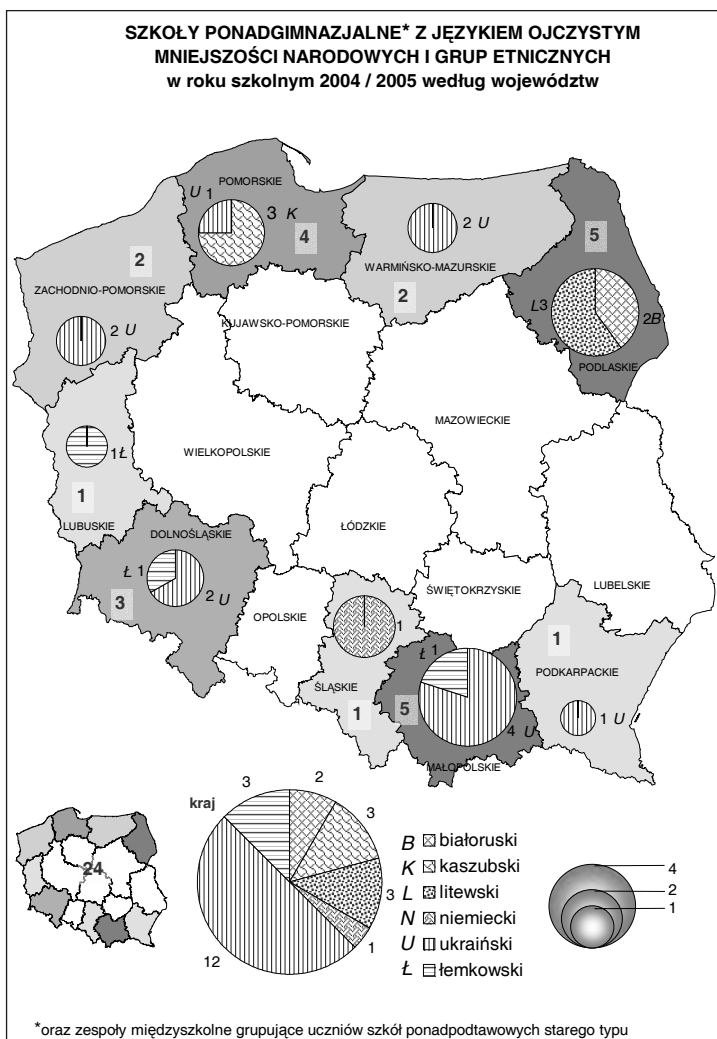 SZKOŁY PONADGIMNAZJALNE* Z JĘZYKIEM OJCZYSTYM
MNIEJSZOŚCI NARODOWYCH I GRUP ETNICZNYCH
w roku szkolnym 2004 / 2005 według województw
POMORSKIE
U 1
3 K
4
2 U
WARMIŃSKO-MAZURSKIE
2
5
L3
2B
PODLASKIE
2
ZACHODNIO-POMORSKIE
2 U
KUJAWSKO-POMORSKIE
MAZOWIECKIE
1Ł
1
LUBUSKIE
WIELKOPOLSKIE
ŁÓDZKIE
DOLNOŚLĄSKIE
Ł 1
2 U
3
OPOLSKIE
ŚWIĘTOKRZYSKIE
LUBELSKIE
1
ŚLĄSKIE
1
Ł 1
5
4 U
MAŁOPOLSKIE
1
PODKARPACKIE
1 U
24
kraj
3
2
3
3
1
12
B białoruski
K kaszubski
L litewski
N niemiecki
U ukraiński
Ł łemkowski
4
2
1
*oraz zespoły międzyszkolne grupujące uczniów szkół ponadpodtawowych starego typu